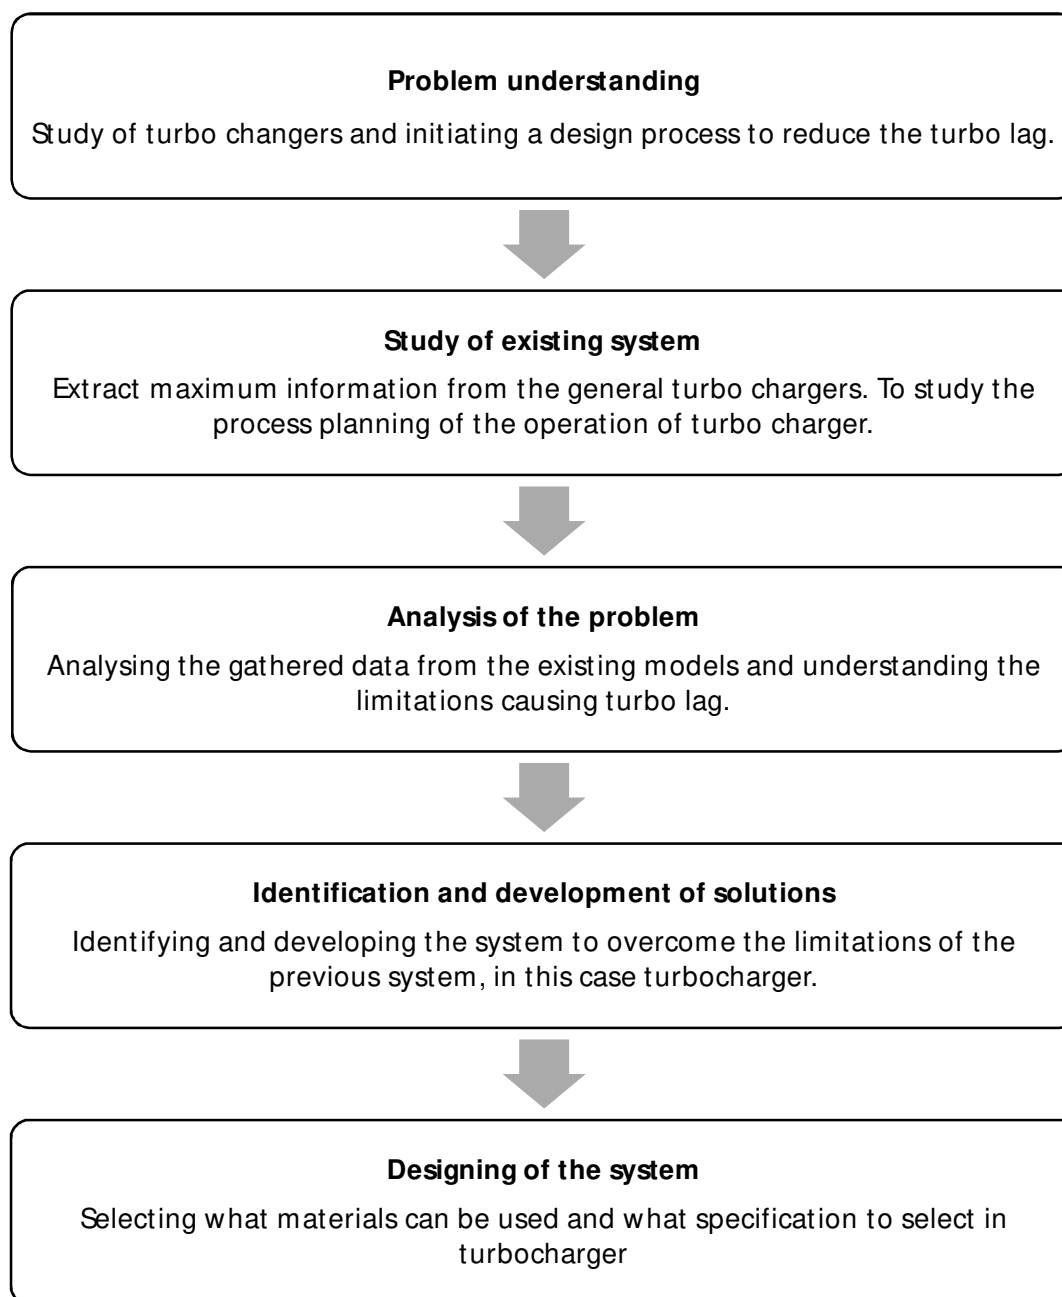 Problem understanding
Study of turbo changers and initiating a design process to reduce the turbo lag.
Study of existing system
Extract maximum information from the general turbo chargers. To study the
process planning of the operation of turbo charger.
Analysis of the problem
Analysing the gathered data from the existing models and understanding the
limitations causing turbo lag.
Identification and development of solutions
Identifying and developing the system to overcome the limitations of the
previous system, in this case turbocharger.
Designing of the system
Selecting what materials can be used and what specification to select in
turbocharger